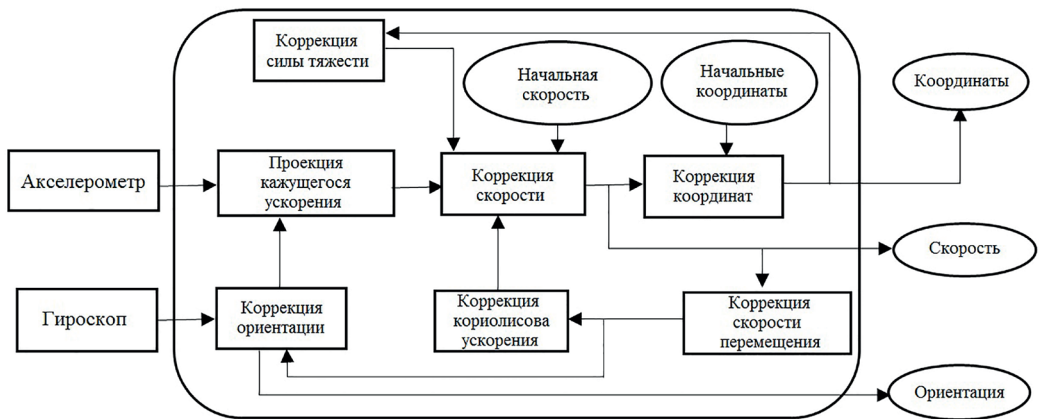 Коррекция
силы тяжести
Начальная
скорость
Начальные
координаты
Координаты
Акселерометр
Проекция
кажущегося
ускорения
Коррекция
скорости
Коррекция
координат
Скорость
Гироскоп
Коррекция
ориентации
Коррекция
кориолисова
ускорения
Коррекция
скорости
перемещения
Ориентация